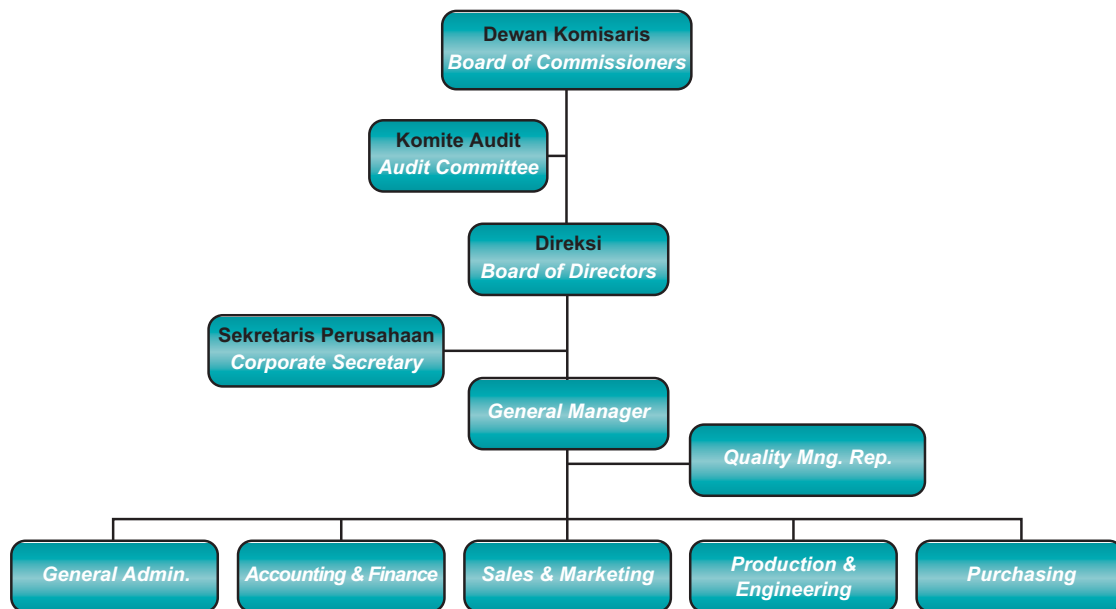 Dewan Komisaris
Board of Commissioners
Komite Audit
Audit Committee
Direksi
Board of Directors
Sekretaris Perusahaan
Corporate Secretary
General Manager
Quality Mng. Rep.
General Admin.
Accounting & Finance
Sales & Marketing
Production &
Engineering
Purchasing